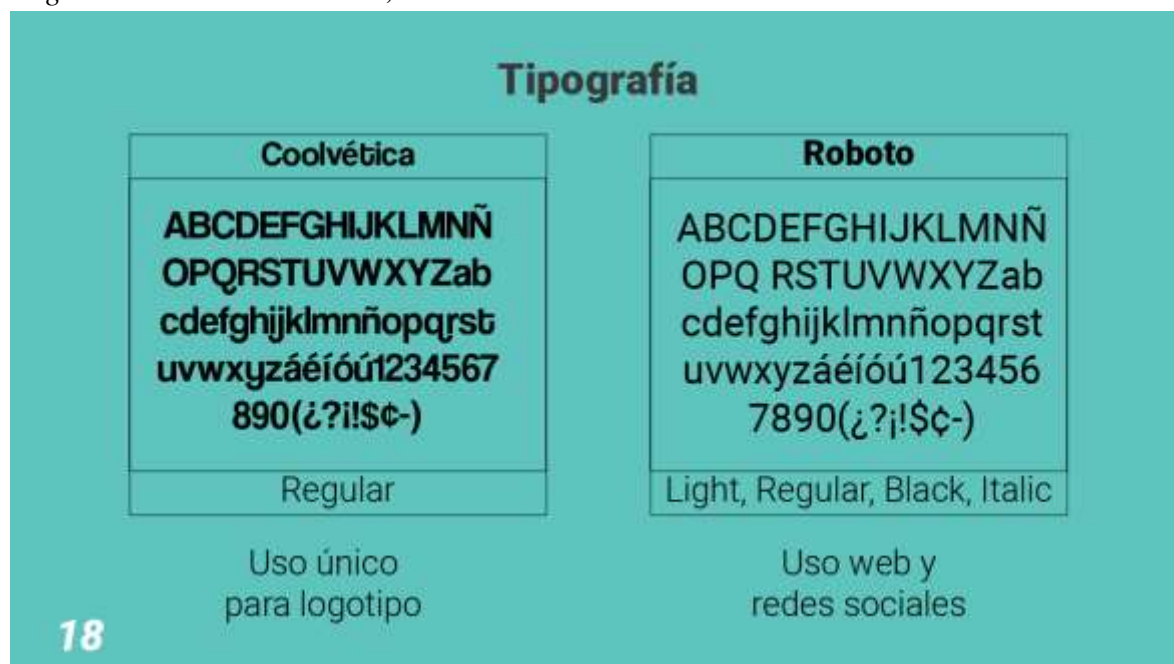 Tipografía
Coolvética
ABCDEFGHIJKLMNÑ
OPQRSTUVWXYZab
cdefghijklmnñopqrst
uvwxyzáéíóú1234567
890(¿?¡!$¢-)
Regular
Uso único
para logotipo
Roboto
ABCDEFGHIJKLMNÑ
OPQ RSTUVWXYZab
cdefghijklmnñopqrst
uvwxyzáéíóú123456
7890(¿?¡!$¢-)
Light, Regular, Black, Italic
Uso web y
redes sociales
18